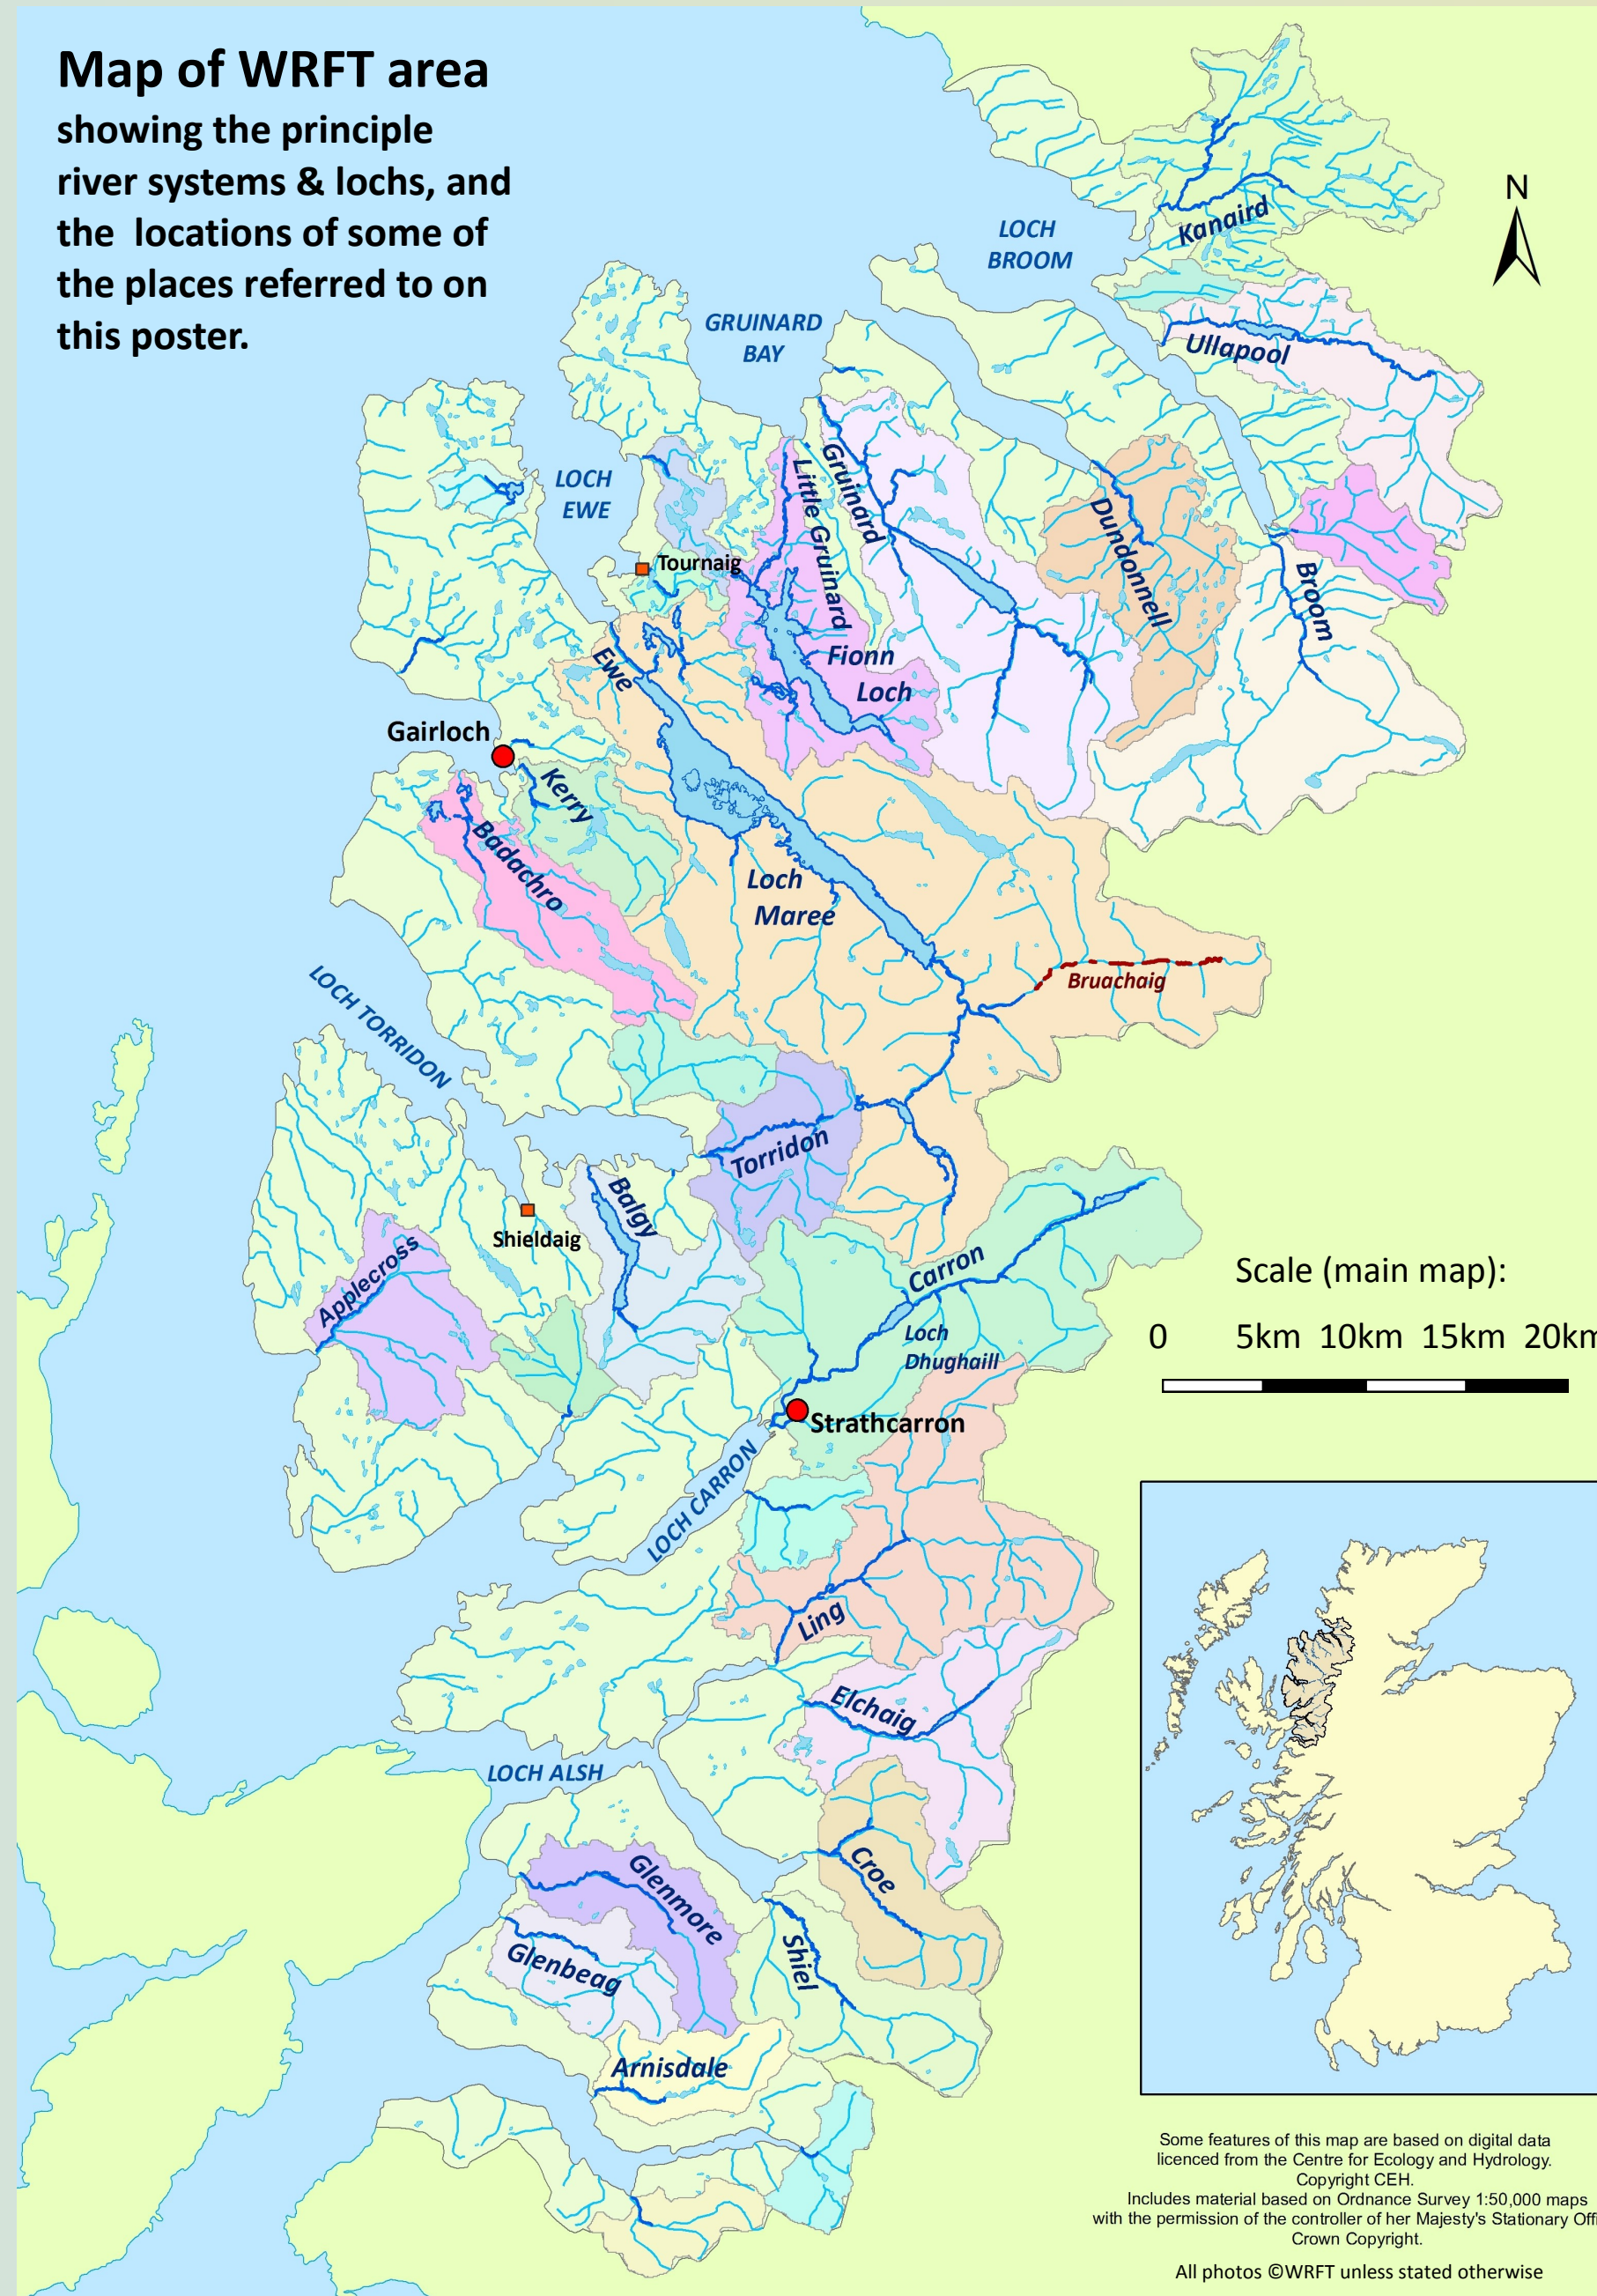 Map of WRFT area
showing the principle
river systems & lochs, and
the locations of some of
the places referred to on
this poster.
N
LOCH
BROOM
Kanaird
GRUINARD
BAY
Ullapool
LOCH
EWE
Little Gruinard
Gruinard
Dundonnell
Broom
Tournaig
Ewe
Fionn
Loch
Gairloch
Kerry
Badachro
Loch
Maree
Bruachaig
LOCH TORRIDON
Torridon
Balgy
Shieldaig
Applecross
Carron
Loch
Dhughaill
Strathcarron
LOCH CARRON
Scale (main map):
0 5km 10km 15km 20km
Ling
Elchaig
LOCH ALSH
Croe
Glenmore
Glenbeag
Shiel
Arnisdale
Some features of this map are based on digital data
licenced from the Centre for Ecology and Hydrology.
Copyright CEH.
Includes material based on Ordnance Survey 1:50,000 maps
with the permission of the controller of her Majesty's Stationary Offi
Crown Copyright.
All photos ©WRFT unless stated otherwise